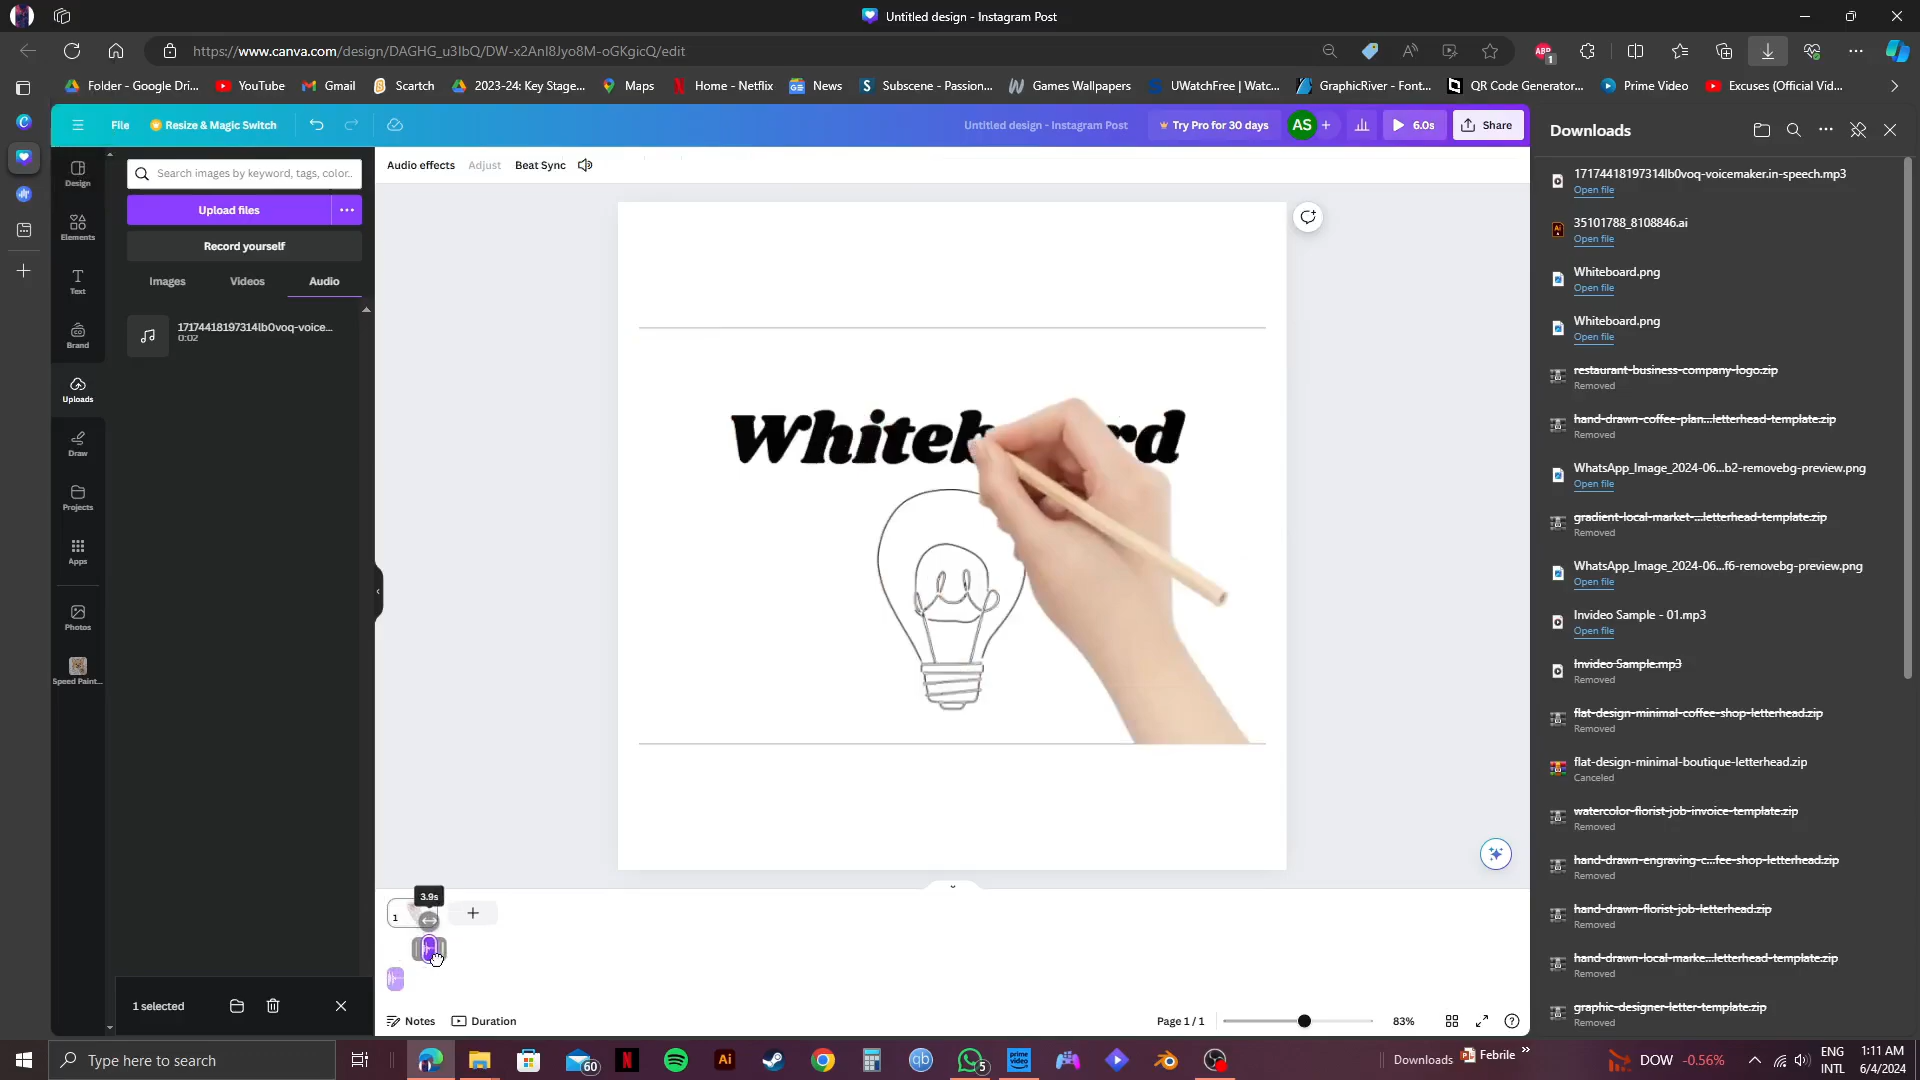 Untitled design - Instagram Post
https://www.canva.com/design/DAGHG_u3IbQ/DW-x2AnI8Jyo8M-oGKgicQ/edit
ABP
1
Folder - Google Dri...
YouTube
Gmail
Scartch
2023-24: Key Stage...
Maps
Home - Netflix
News
Subscene - Passion...
Games Wallpapers
UWatchFree | Watc...
GraphicRiver - Font...
QR Code Generator...
Prime Video
Excuses (Official Vid...
File
Resize & Magic Switch
Untitled design - Instagram Post
Try Pro for 30 days
AS
+
6.0s
Share
Downloads
Design
Elements
Text
Brand
Uploads
Draw
Projects
Apps
Photos
Speed Paint...
Search images by keyword, tags, color..
Upload files
Record yourself
Images
Videos
Audio
17174418197314lb0voq-voice...
0:02
1 selected
Audio effects
Adjust
Beat Sync
Whiteb
rd
3.9s
1
+
Notes
Duration
Page 1 / 1
83%
17174418197314lb0voq-voicemaker.in-speech.mp3
Open file
35101788_8108846.ai
Open file
Whiteboard.png
Open file
Whiteboard.png
Open file
restaurant-business-company-logo.zip
Removed
hand-drawn-coffee-plan...letterhead-template.zip
Removed
WhatsApp_Image_2024-06...b2-removebg-preview.png
Open file
gradient-local-market-...letterhead-template.zip
Removed
WhatsApp_Image_2024-06...f6-removebg-preview.png
Open file
Invideo Sample - 01.mp3
Open file
Invideo Sample.mp3
Removed
flat-design-minimal-coffee-shop-letterhead.zip
Removed
flat-design-minimal-boutique-letterhead.zip
Canceled
watercolor-florist-job-invoice-template.zip
Removed
hand-drawn-engraving-c...fee-shop-letterhead.zip
Removed
hand-drawn-florist-job-letterhead.zip
Removed
hand-drawn-local-marke...letterhead-template.zip
Removed
graphic-designer-letter-template.zip
Removed
Type here to search
60
N
Ai
qb
5
prime video
Downloads
Febrile
DOW -0.56%
ENG
INTL
1:11 AM
6/4/2024